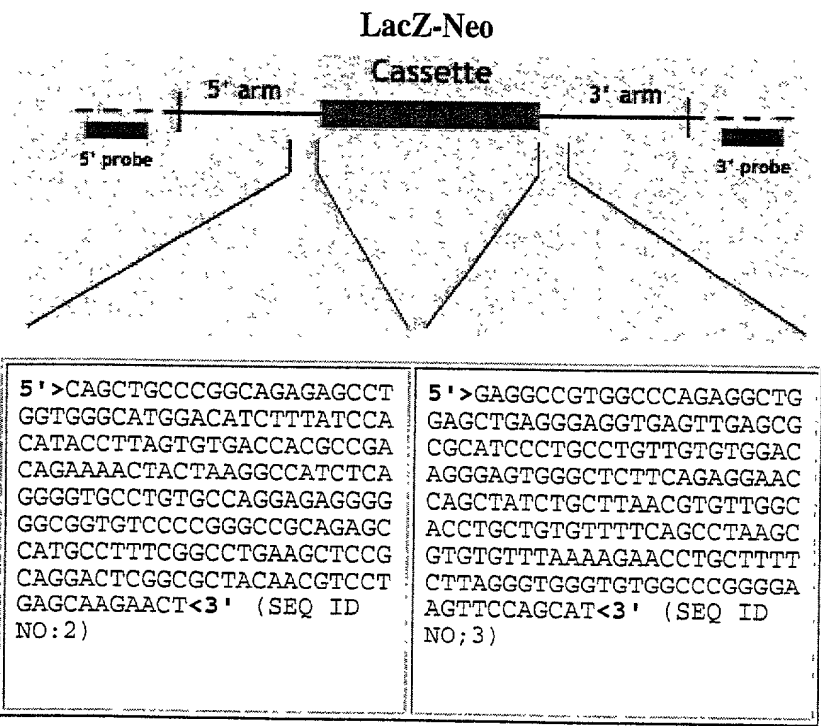 LacZ-Neo
Cassette
5' arm
3' arm
5' probe
3' probe
5'>CAGCTGCCCGGCAGAGAGCCT
GGTGGGCATGGACATCTTTATCCA
CATACCTTAGTGTGACCACGCCGA
CAGAAAACTACTAAGGCCATCTCA
GGGGTGCCTGTGCCAGGAGAGGGG
GGCGGTGTCCCCGGGCCGCAGAGC
CATGCCTTTCGGCCTGAAGCTCCG
CAGGACTCGGCGCTACAACGTCCT
GAGCAAGAACT<3' (SEQ ID
NO:2)
5'>GAGGCCGTGGCCCAGAGGCTG
GAGCTGAGGGAGGTGAGTTGAGCG
CGCATCCCTGCCTGTTGTGTGGAC
AGGGAGTGGGCTCTTCAGAGGAAC
CAGCTATCTGCTTAACGTGTTGGC
ACCTGCTGTGTTTTCAGCCTAAGC
GTGTGTTTAAAAGAACCTGCTTTT
CTTAGGGTGGGTGTGGCCCGGGGA
AGTTCCAGCAT<3' (SEQ ID
NO;3)